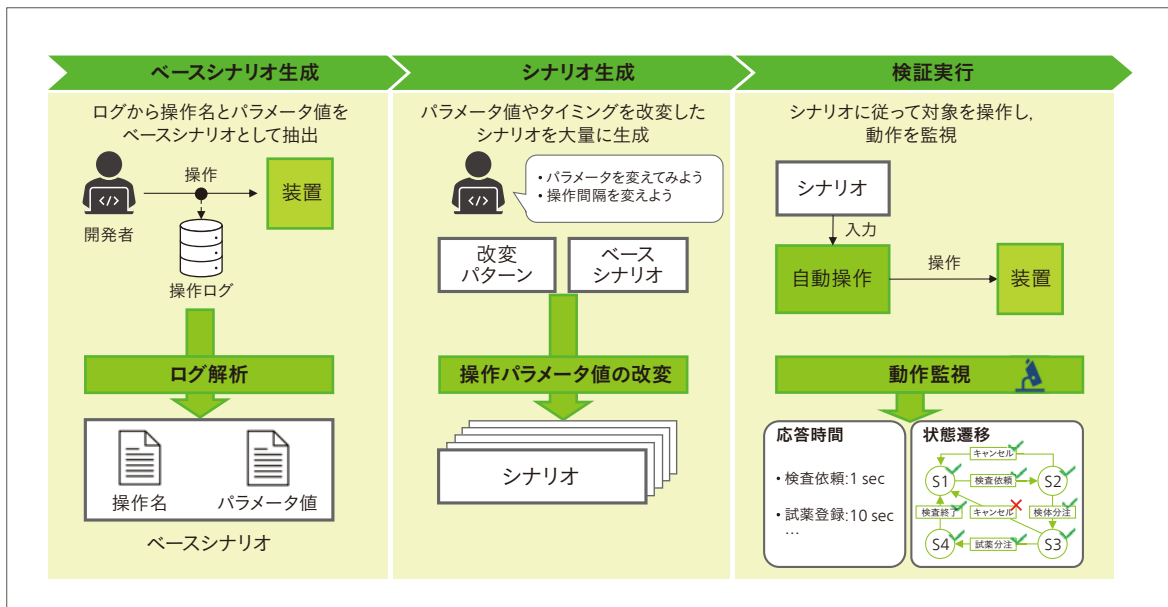 ベースシナリオ生成
シナリオ生成
検証実行
ログから操作名とパラメータ値を
ベースシナリオとして抽出
操作
装置
</>
開発者
操作ログ
ログ解析
操作名
パラメータ値
ベースシナリオ
パラメータ値やタイミングを改変した
シナリオを大量に生成
</>
・パラメータを変えてみよう
・操作間隔を変えよう
改変
パターン
ベース
シナリオ
操作パラメータ値の改変
シナリオ
シナリオに従って対象を操作し,
動作を監視
シナリオ
入力
自動操作
操作
装置
動作監視
応答時間
・検査依頼:1 sec
・試薬登録:10 sec
…
状態遷移
キャンセル
S1
検査依頼
S2
検査終了
キャンセル
検体分注
S4
試薬分注
S3